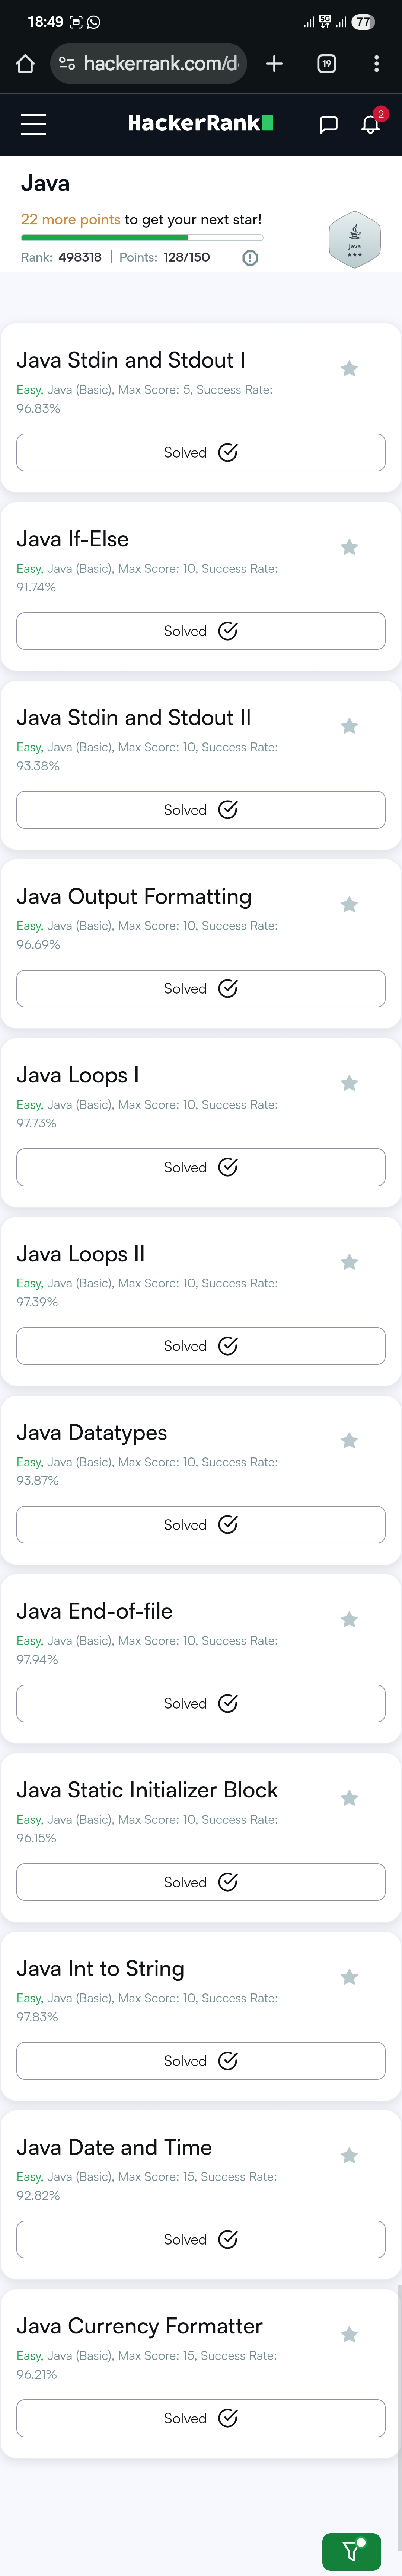 18:49
5G
77
hackerrank.com/d
19
HackerRank
2
Java
22 more points to get your next star!
Rank: 498318 | Points: 128/150
Java
Java Stdin and Stdout I
Easy, Java (Basic), Max Score: 5, Success Rate:
96.83%
Solved
Java If-Else
Easy, Java (Basic), Max Score: 10, Success Rate:
91.74%
Solved
Java Stdin and Stdout II
Easy, Java (Basic), Max Score: 10, Success Rate:
93.38%
Solved
Java Output Formatting
Easy, Java (Basic), Max Score: 10, Success Rate:
96.69%
Solved
Java Loops I
Easy, Java (Basic), Max Score: 10, Success Rate:
97.73%
Solved
Java Loops II
Easy, Java (Basic), Max Score: 10, Success Rate:
97.39%
Solved
Java Datatypes
Easy, Java (Basic), Max Score: 10, Success Rate:
93.87%
Solved
Java End-of-file
Easy, Java (Basic), Max Score: 10, Success Rate:
97.94%
Solved
Java Static Initializer Block
Easy, Java (Basic), Max Score: 10, Success Rate:
96.15%
Solved
Java Int to String
Easy, Java (Basic), Max Score: 10, Success Rate:
97.83%
Solved
Java Date and Time
Easy, Java (Basic), Max Score: 15, Success Rate:
92.82%
Solved
Java Currency Formatter
Easy, Java (Basic), Max Score: 15, Success Rate:
96.21%
Solved